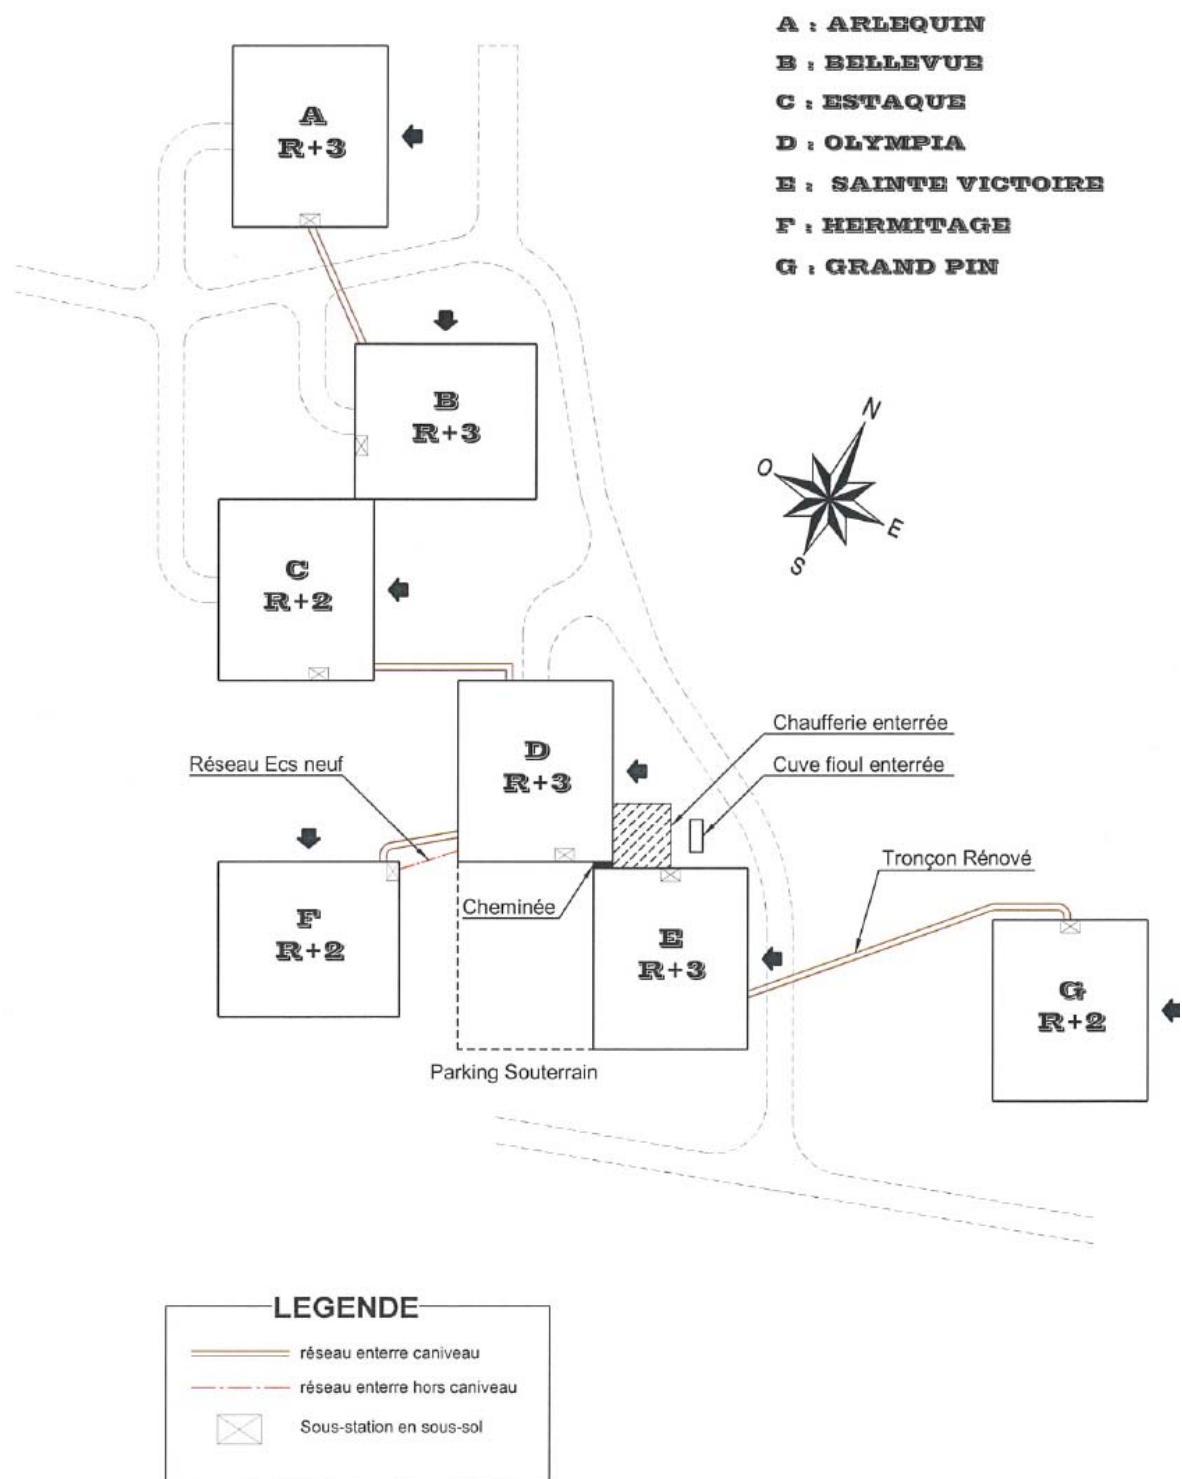 A : ARLEQUIN
B : BELLEVUE
C : ESTAQUE
D : OLYMPIA
E : SAINTE VICTOIRE
F : HERMITAGE
G : GRAND PIN
A
R+3
B
R+3
N
O
E
S
C
R+2
Chaufferie enterrée
Réseau Ecs neuf
D
R+3
Cuve fioul enterrée
Tronçon Rénové
Cheminée
F
R+2
E
R+3
G
R+2
Parking Souterrain
LEGENDE
réseau enterre caniveau
réseau enterre hors caniveau
Sous-station en sous-sol